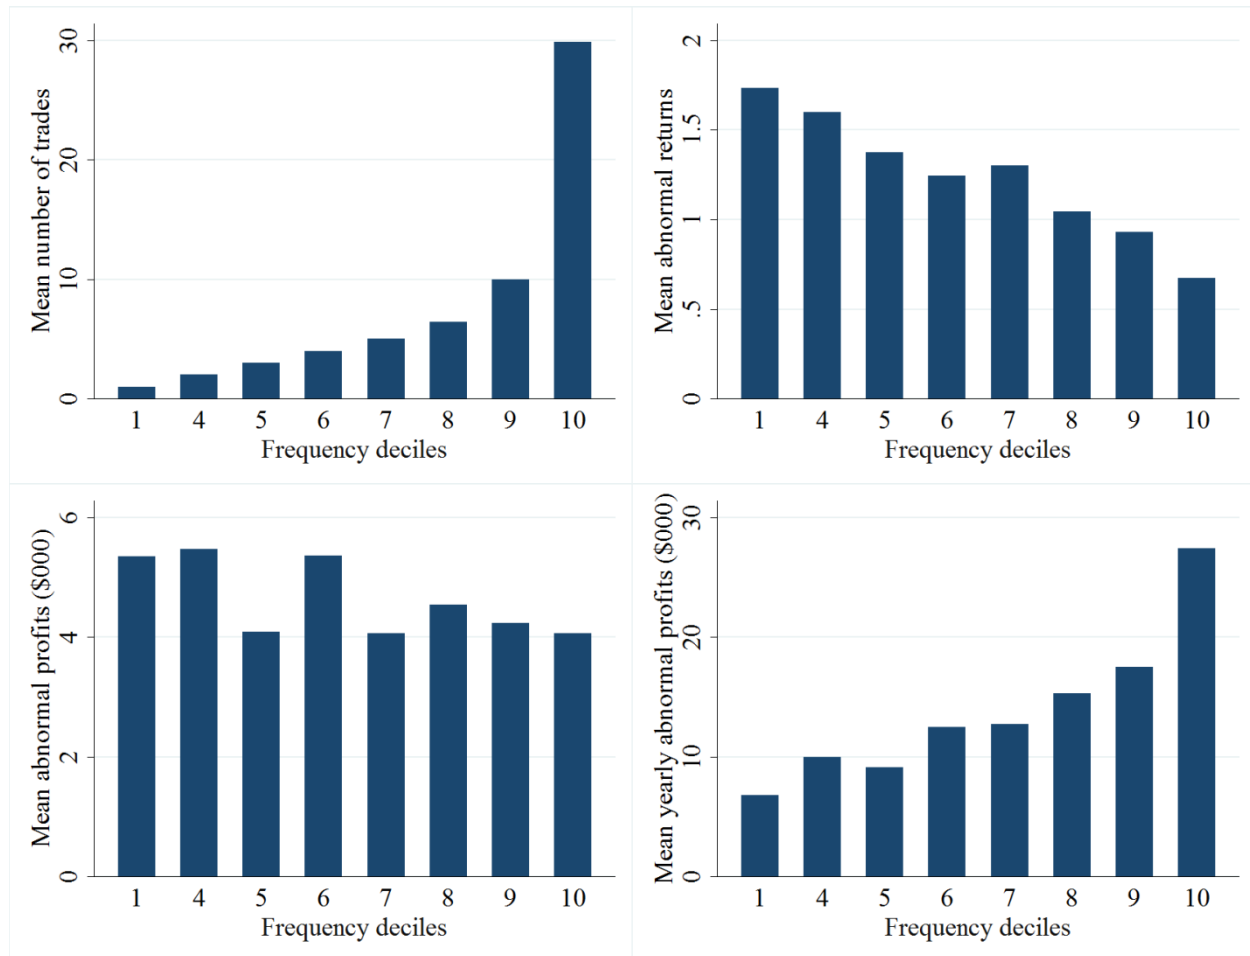 Mean number of trades
30
20
10
0
1 4 5 6 7 8 9 10
Frequency deciles
Mean abnormal returns
2
1.5
1
.5
0
1 4 5 6 7 8 9 10
Frequency deciles
Mean abnormal profits ($000)
6
4
2
0
1 4 5 6 7 8 9 10
Frequency deciles
Mean yearly abnormal profits ($000)
30
20
10
0
1 4 5 6 7 8 9 10
Frequency deciles